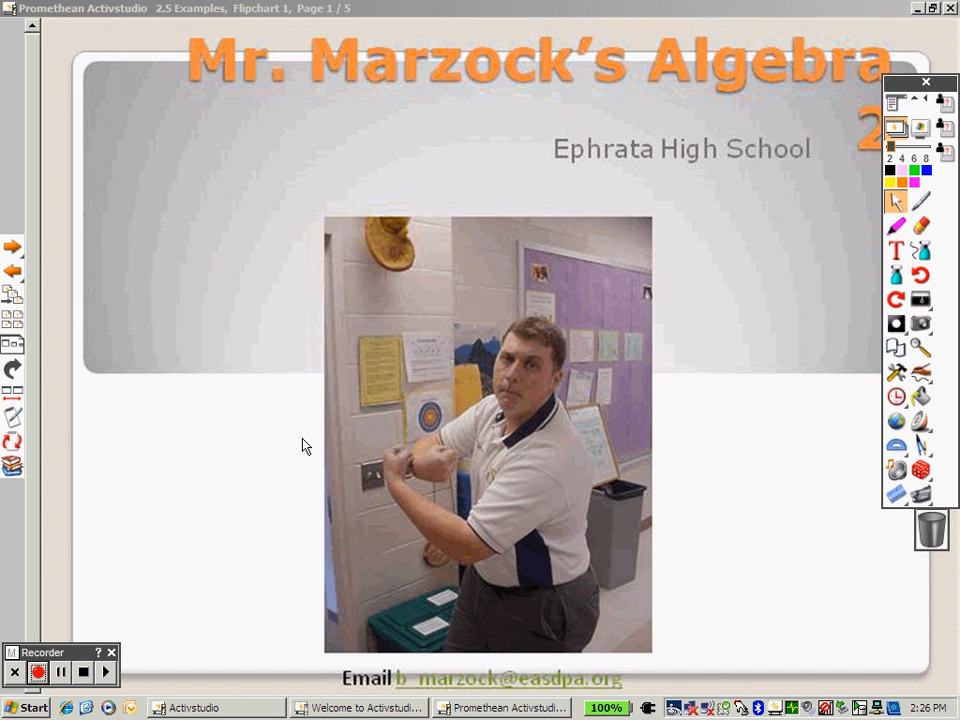 Promethean Activstudio 2.5 Examples, Flipchart 1, Page 1 / 5
Mr. Marzock's Algebra
2
Ephrata High School
2 4 6 8
T
Email b_marzock@easdpa.org
M Recorder ? X
Start
Activstudio
Welcome to Activstudi...
Promethean Activstudi...
100%
2:26 PM